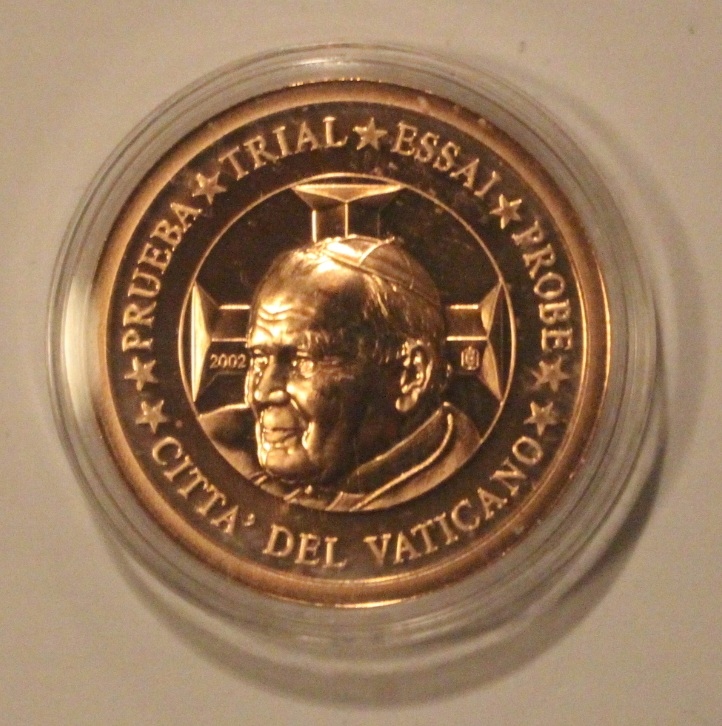 PRUEBA ★ TRIAL ★ ESSAI ★ PROBE
2002
CITTA' DEL VATICANO